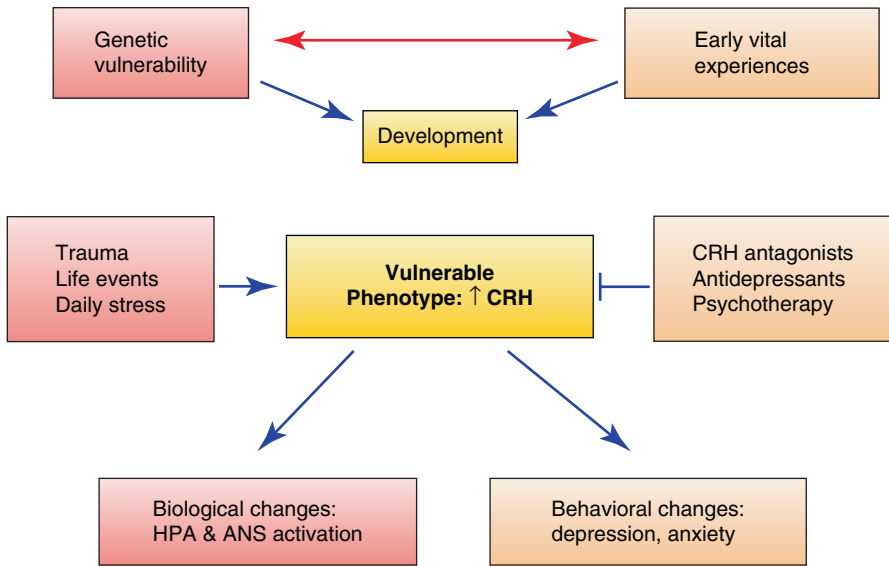 Genetic
vulnerability
Early vital
experiences
Development
Trauma
Life events
Daily stress
Vulnerable
Phenotype: ↑ CRH
CRH antagonists
Antidepressants
Psychotherapy
Biological changes:
HPA & ANS activation
Behavioral changes:
depression, anxiety